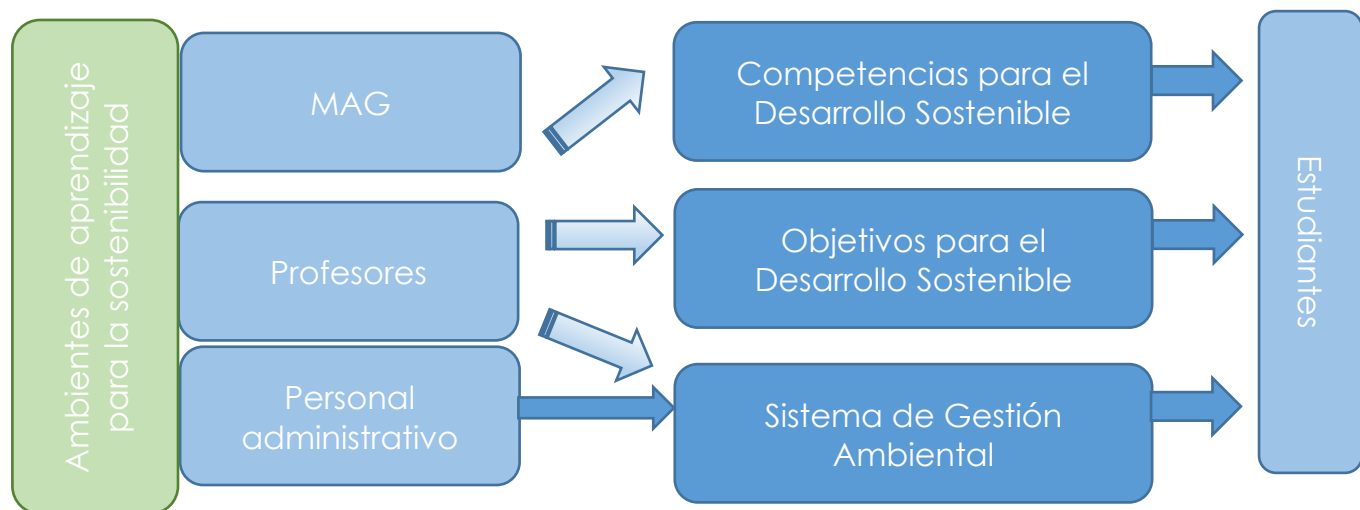 Ambientes de aprendizaje
para la sostenibilidad
MAG
Profesores
Personal
administrativo
Competencias para el
Desarrollo Sostenible
Objetivos para el
Desarrollo Sostenible
Sistema de Gestión
Ambiental
Estudiantes